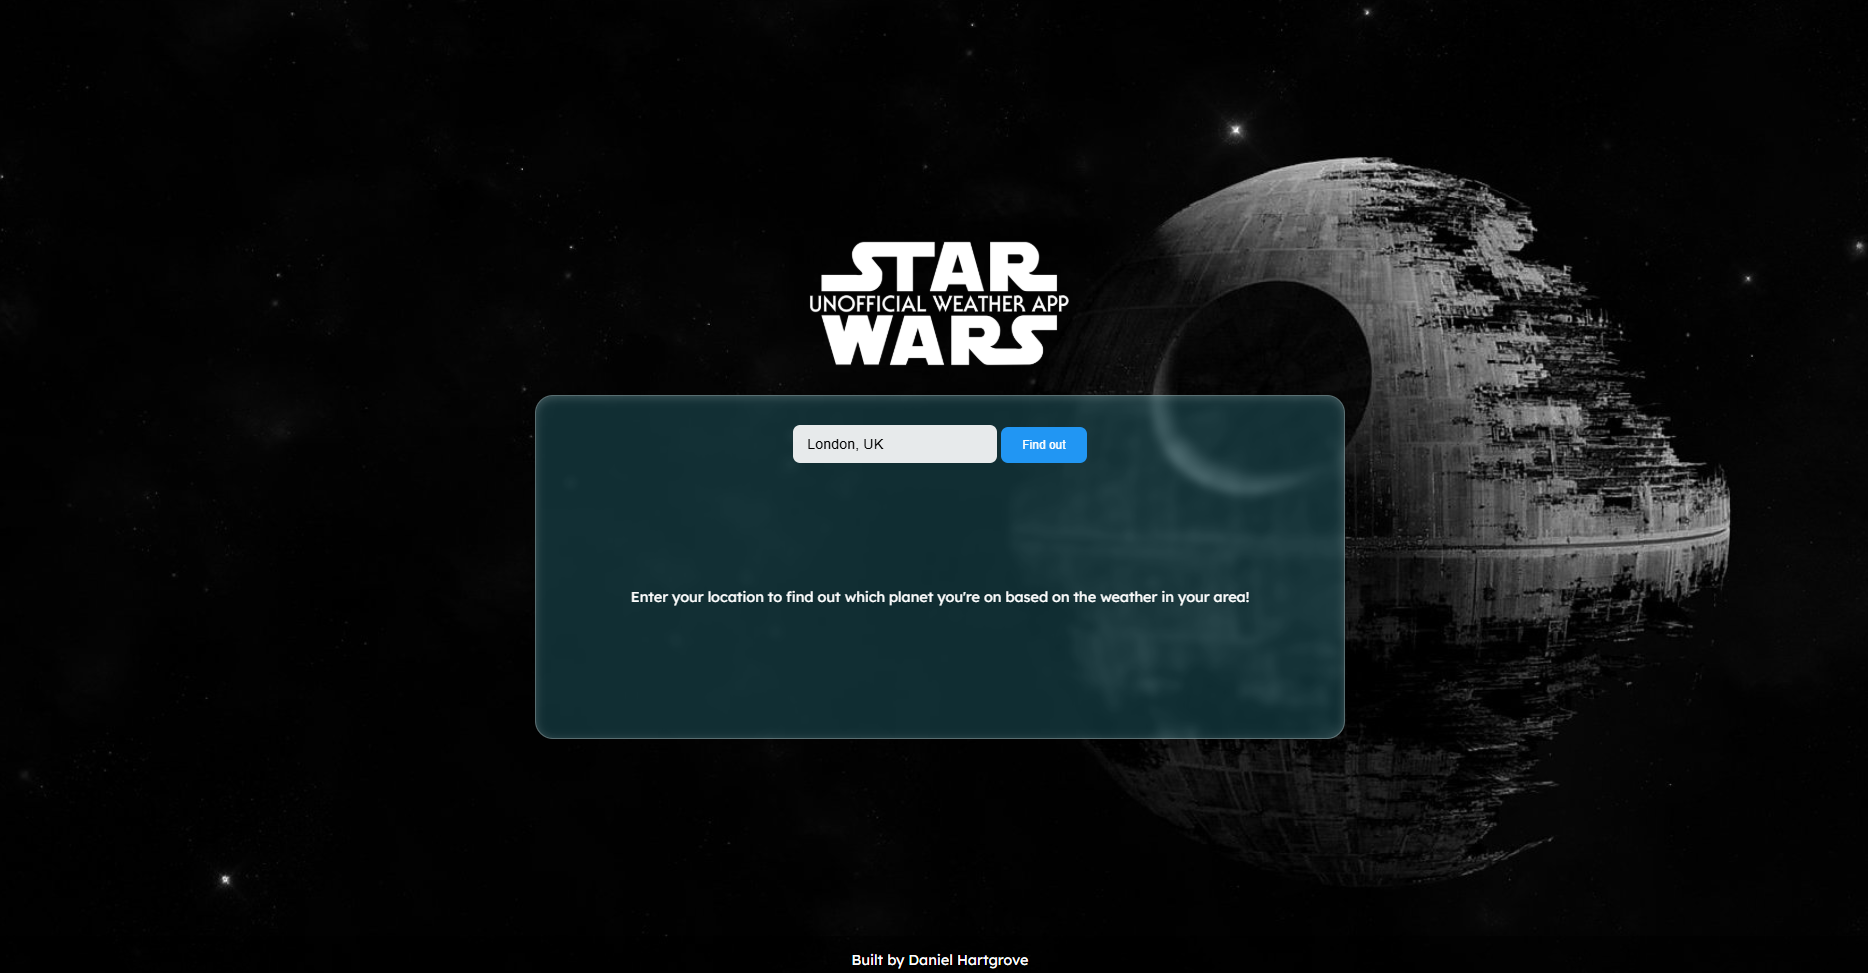 STAR
UNOFFICIAL WEATHER APP
WARS
London, UK
Find out
Enter your location to find out which planet you're on based on the weather in your area!
Built by Daniel Hartgrove